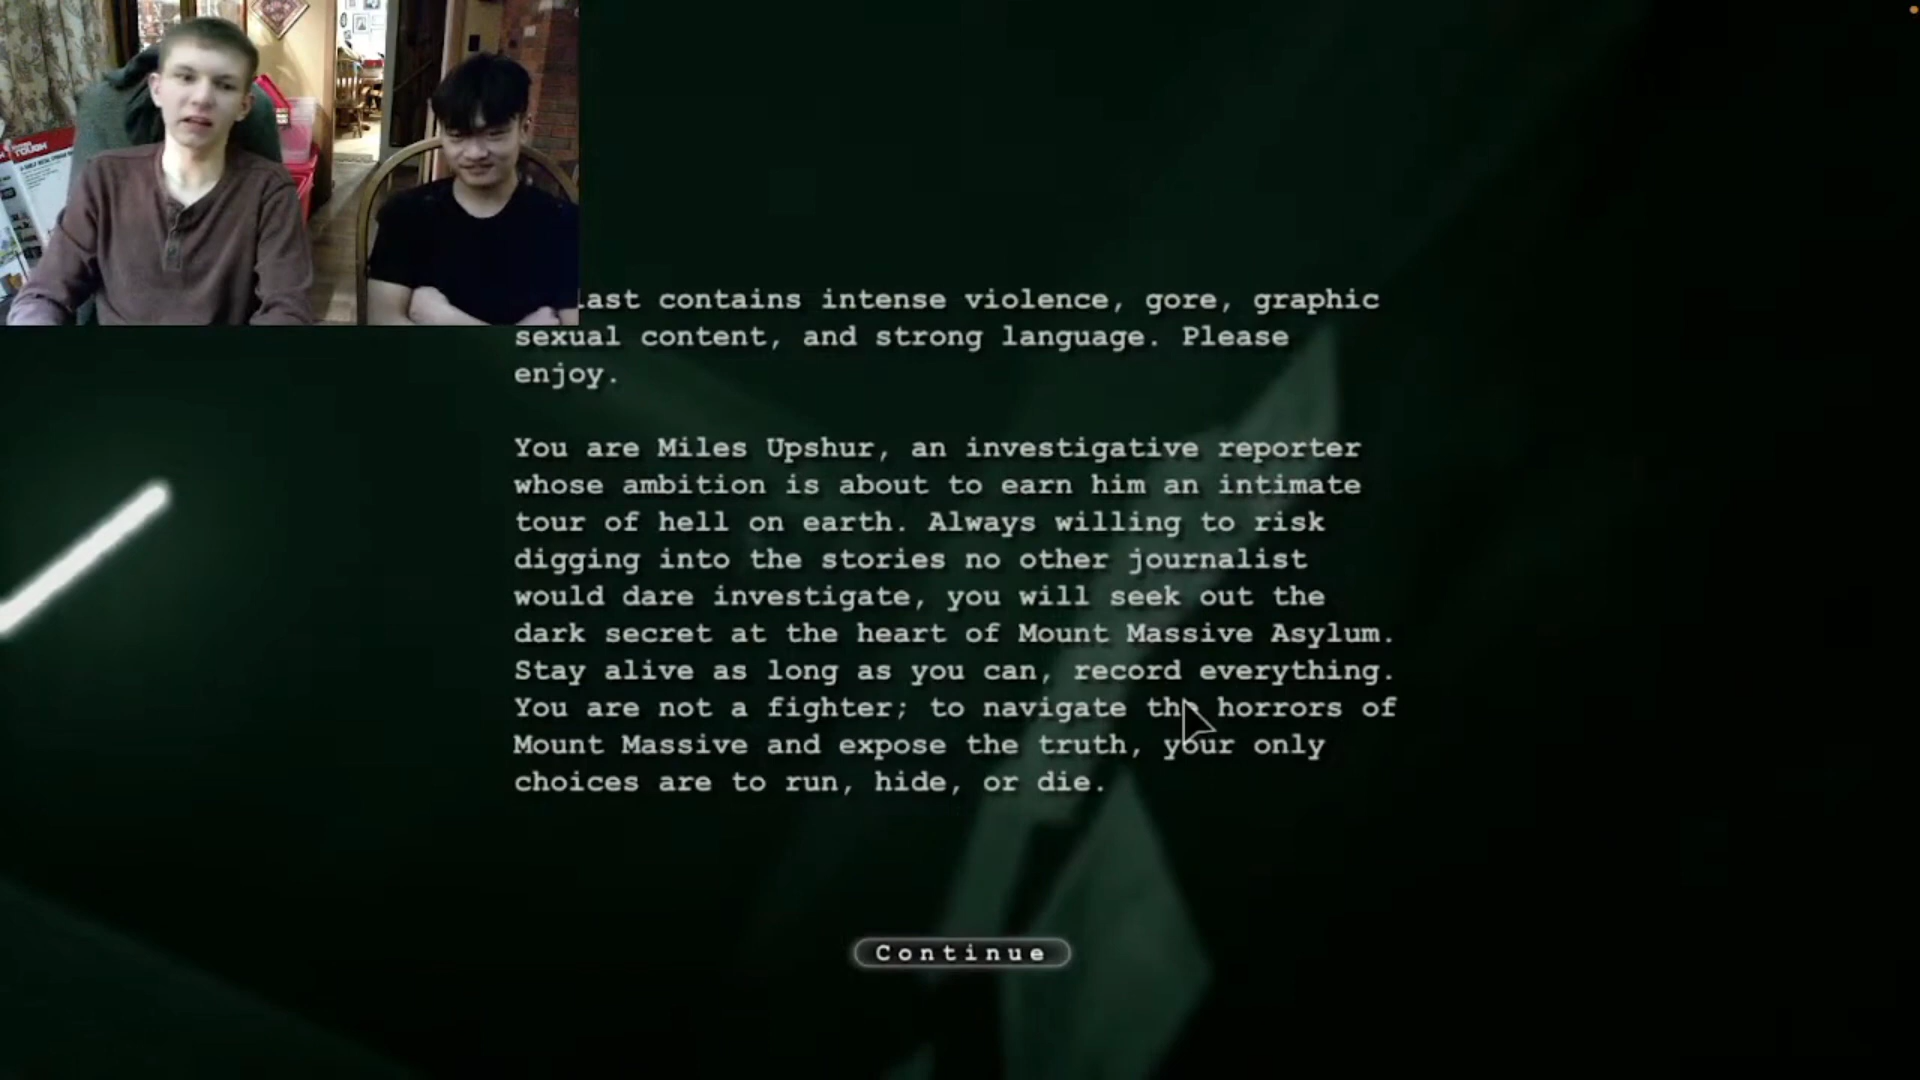 last contains intense violence, gore, graphic
sexual content, and strong language. Please
enjoy.
You are Miles Upshur, an investigative reporter
whose ambition is about to earn him an intimate
tour of hell on earth. Always willing to risk
digging into the stories no other journalist
would dare investigate, you will seek out the
dark secret at the heart of Mount Massive Asylum.
Stay alive as long as you can, record everything.
You are not a fighter; to navigate the horrors of
Mount Massive and expose the truth, your only
choices are to run, hide, or die.
Continue